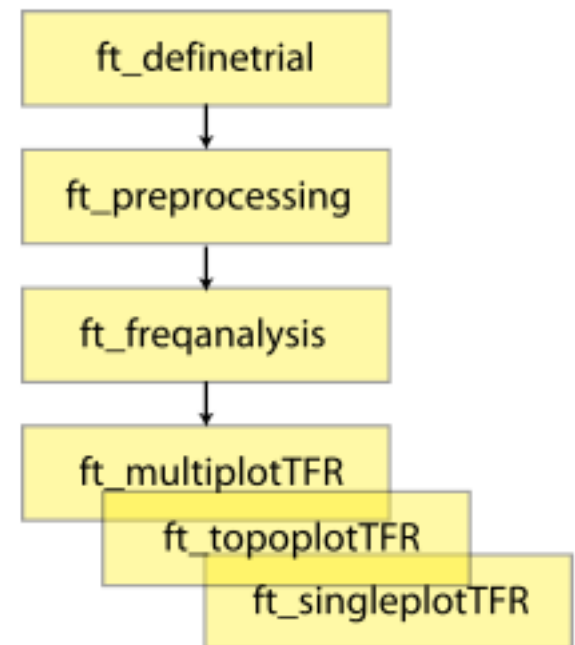 ft_definetrial
ft_preprocessing
ft_freqanalysis
ft_multiplotTFR
ft_topoplotTFR
ft_singleplotTFR